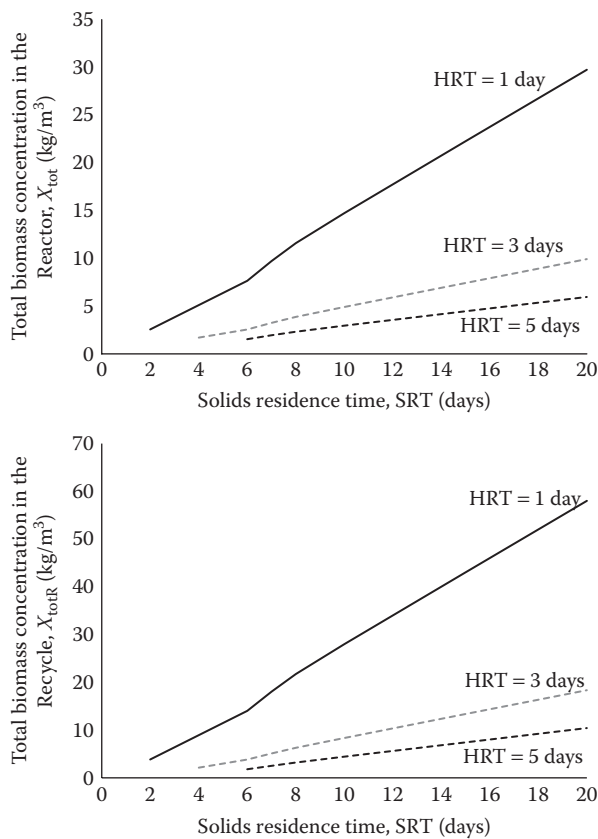 35
30
25
20
15
10
5
0
Total biomass concentration in the
Reactor, Xtot (kg/m3)
HRT = 1 day
HRT = 3 days
HRT = 5 days
0 2 4 6 8 10 12 14 16 18 20
Solids residence time, SRT (days)
70
60
50
40
30
20
10
0
Total biomass concentration in the
Recycle, XtotR (kg/m3)
HRT = 1 day
HRT = 3 days
HRT = 5 days
0 2 4 6 8 10 12 14 16 18 20
Solids residence time, SRT (days)